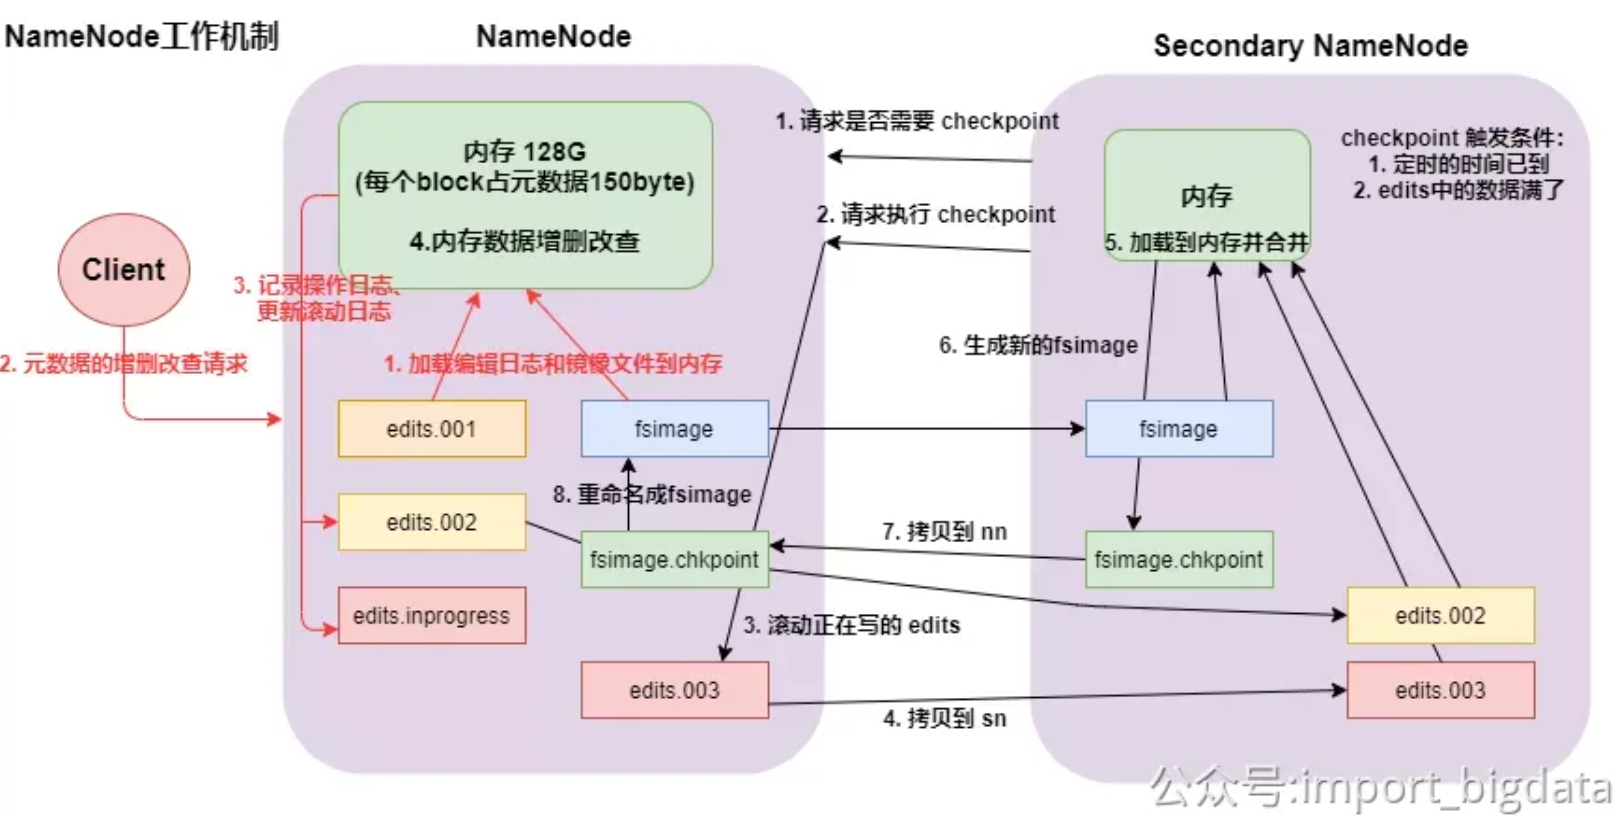 NameNode工作机制
NameNode
Secondary NameNode
内存 128G
(每个block占元数据150byte)
4.内存数据增删改查
1. 请求是否需要 checkpoint
2. 请求执行 checkpoint
checkpoint 触发条件：
1. 定时的时间已到
2. edits中的数据满了
内存
5. 加载到内存并合并
Client
3. 记录操作日志、
更新滚动日志
2. 元数据的增删改查请求
1. 加载编辑日志和镜像文件到内存
6. 生成新的fsimage
edits.001
fsimage
fsimage
8. 重命名成fsimage
edits.002
7. 拷贝到 nn
fsimage.chkpoint
fsimage.chkpoint
edits.inprogress
3. 滚动正在写的 edits
edits.002
edits.003
4. 拷贝到 sn
edits.003
公众号:import_bigdata